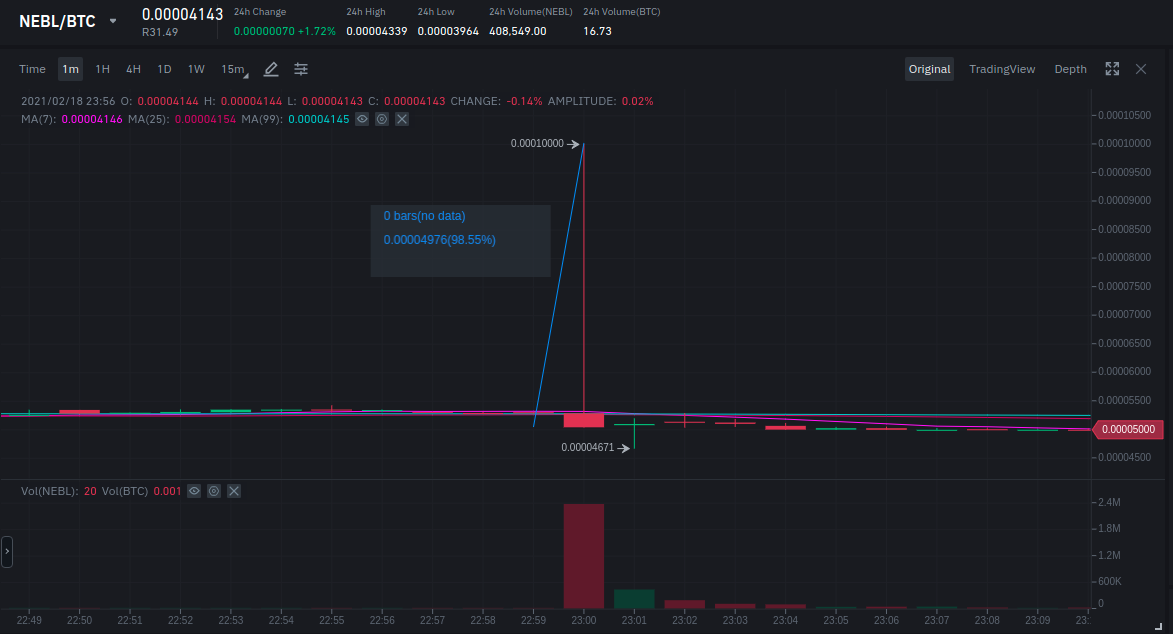 NEBL/BTC 0.00004143 24h Change 24h High 24h Low 24h Volume(NEBL) 24h Volume(BTC)
R31.49 0.00000070 +1.72% 0.00004339 0.00003964 408,549.00 16.73
Time 1m 1H 4H 1D 1W 15m Original TradingView Depth
2021/02/18 23:56 O: 0.00004144 H: 0.00004144 L: 0.00004143 C: 0.00004143 CHANGE: -0.14% AMPLITUDE: 0.02%
MA(7): 0.00004146 MA(25): 0.00004154 MA(99): 0.00004145
0.00010500
0.00010000 0.00010000
0.00009500
0.00009000
0 bars(no data)
0.00008500
0.00004976(98.55%)
0.00008000
0.00007500
0.00007000
0.00006500
0.00006000
0.00005500
0.00005000
0.00004671
0.00004500
Vol(NEBL): 20 Vol(BTC) 0.001
2.4M
1.8M
1.2M
600K
0
22:49 22:50 22:51 22:52 22:53 22:54 22:55 22:56 22:57 22:58 22:59 23:00 23:01 23:02 23:03 23:04 23:05 23:06 23:07 23:08 23:09 23: